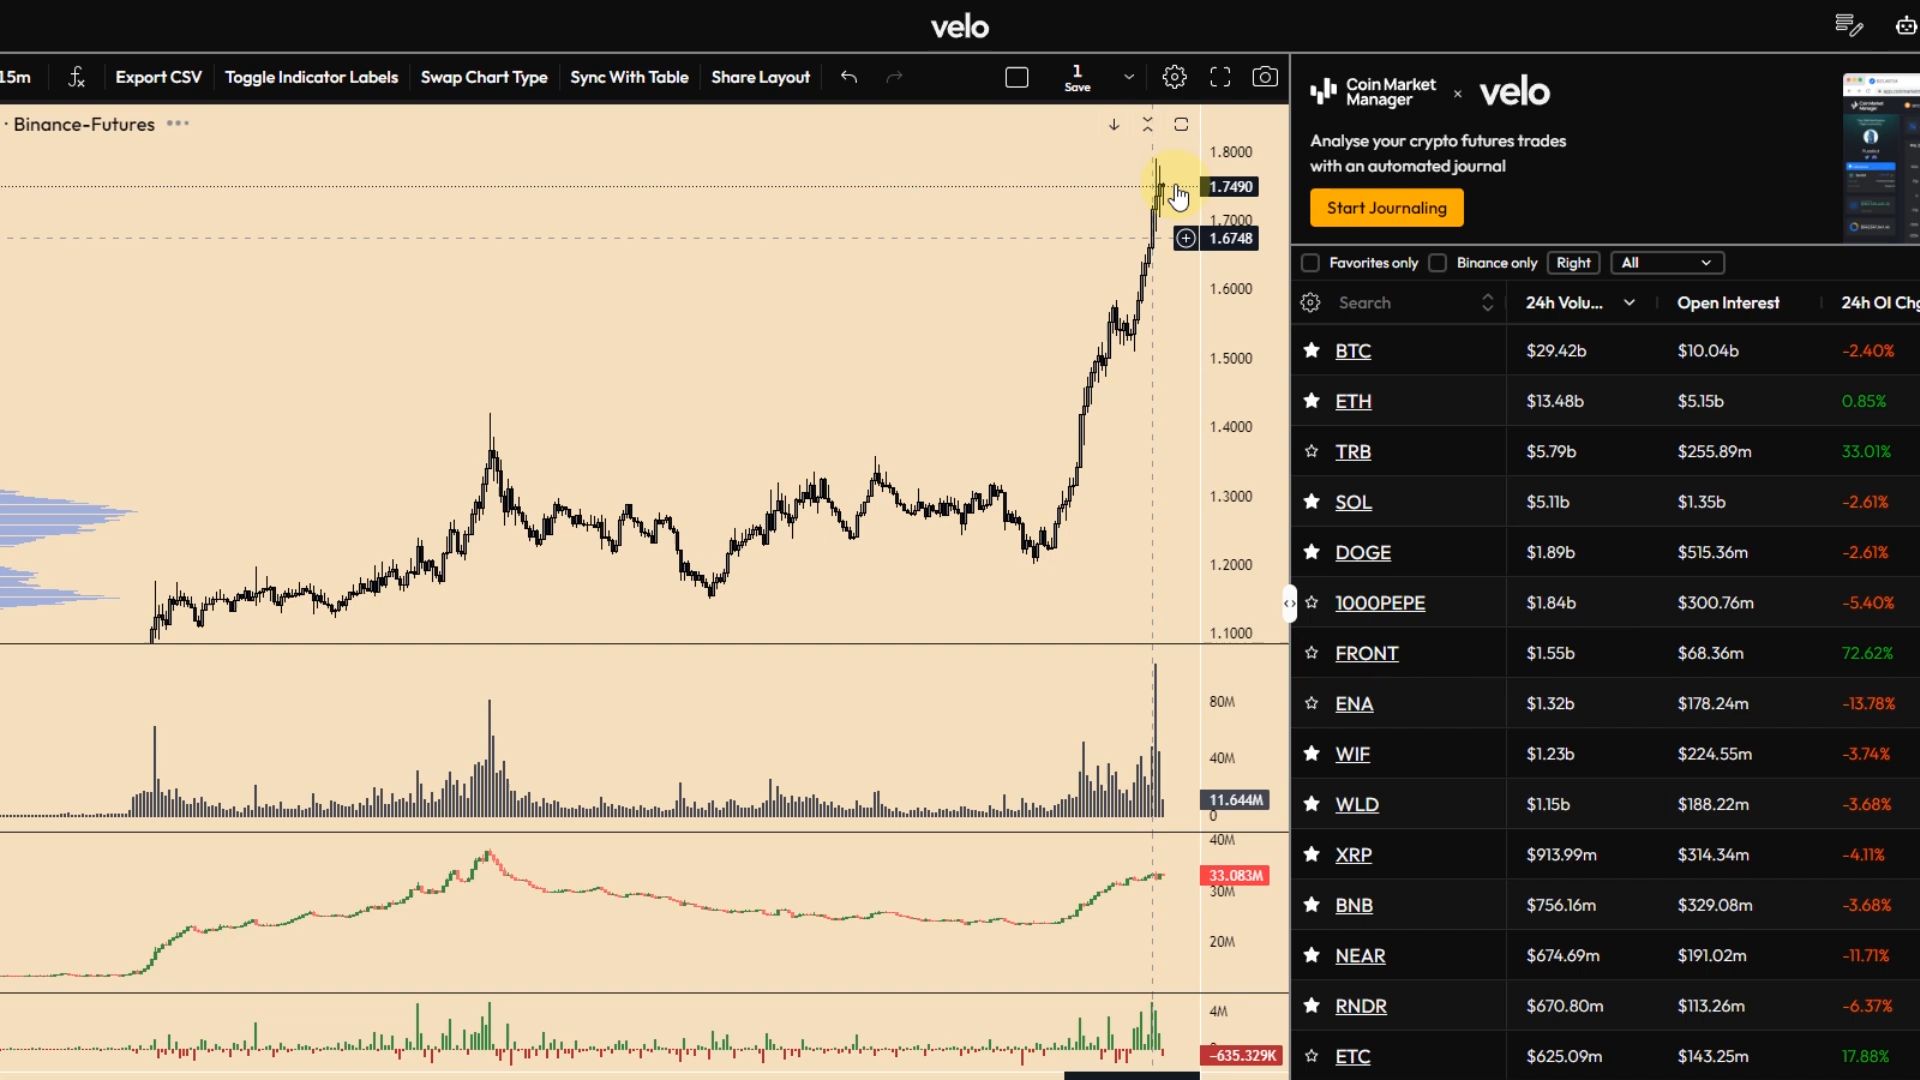 velo
15m
Export CSV
Toggle Indicator Labels
Swap Chart Type
Sync With Table
Share Layout
1
Save
· Binance-Futures
1.8000
1.7490
1.7000
1.6748
1.6000
1.5000
1.4000
1.3000
1.2000
1.1000
80M
40M
11.644M
0
40M
33.083M
30M
20M
4M
-635.329K
Coin Market
Manager
× velo
Analyse your crypto futures trades
with an automated journal
Start Journaling
Favorites only Binance only Right All
Search 24h Volu... Open Interest 24h OI Chg
BTC $29.42b $10.04b -2.40%
ETH $13.48b $5.15b 0.85%
TRB $5.79b $255.89m 33.01%
SOL $5.11b $1.35b -2.61%
DOGE $1.89b $515.36m -2.61%
1000PEPE $1.84b $300.76m -5.40%
FRONT $1.55b $68.36m 72.62%
ENA $1.32b $178.24m -13.78%
WIF $1.23b $224.55m -3.74%
WLD $1.15b $188.22m -3.68%
XRP $913.99m $314.34m -4.11%
BNB $756.16m $329.08m -3.68%
NEAR $674.69m $191.02m -11.71%
RNDR $670.80m $113.26m -6.37%
ETC $625.09m $143.25m 17.88%